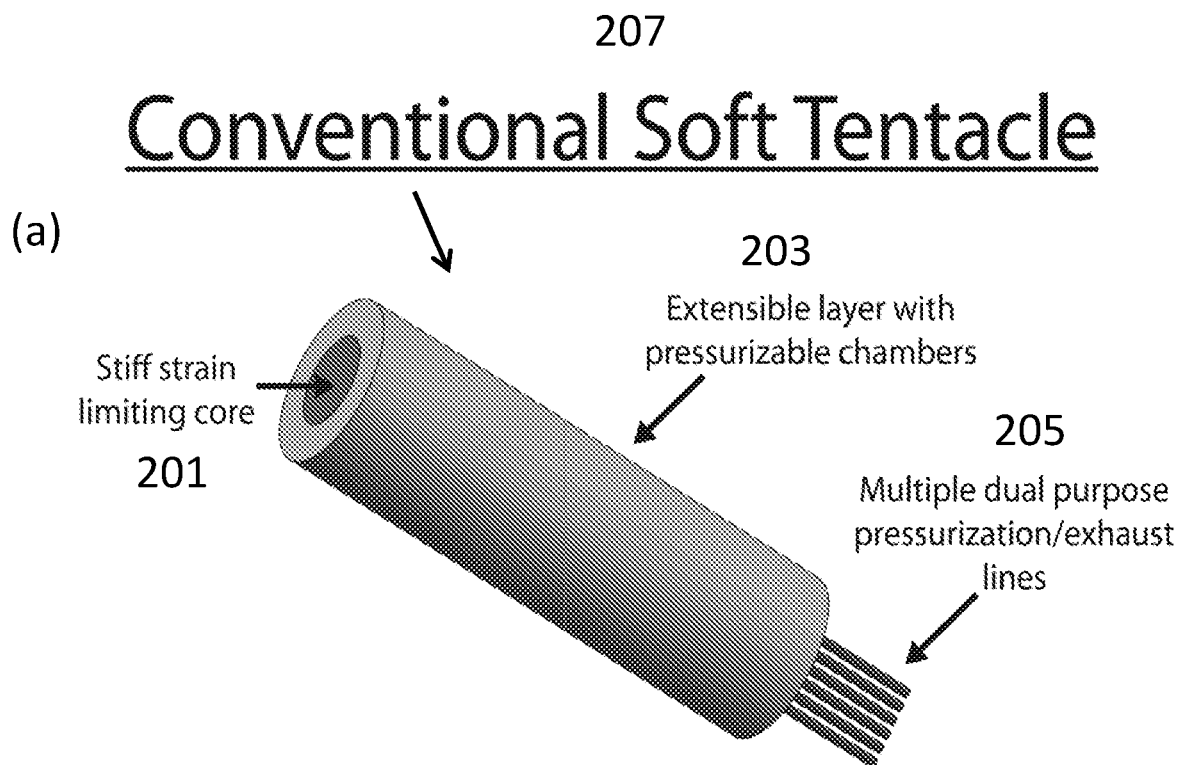 207
Conventional Soft Tentacle
(a)
203
Extensible layer with
pressurizable chambers
Stiff strain
limiting core
201
205
Multiple dual purpose
pressurization/exhaust
lines